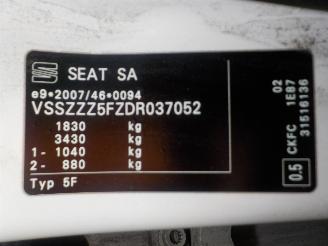 SEAT SA
e9*2007/46*0094
VSSZZZ5FZDR037052
1830 kg
3430 kg
1- 1040 kg
2- 880 kg
Typ 5F
02
CKFC 1E87
31516136
0.5